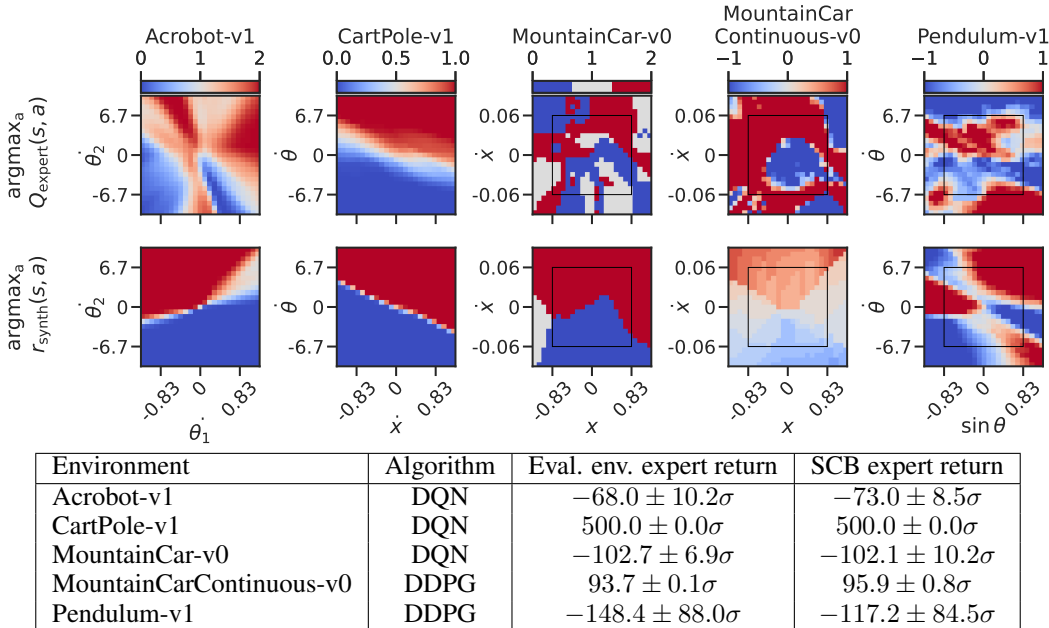 Acrobot-v1 CartPole-v1 MountainCar-v0 MountainCar Continuous-v0 Pendulum-v1
0 1 2 0.0 0.5 1.0 0 1 2 −1 0 1 −1 0 1
argmaxₐ Q_expert(s, a)
θ̇₂ 6.7 0 -6.7
θ̇ 6.7 0 -6.7
ẋ 0.06 0 -0.06
ẋ 0.06 0 -0.06
θ̇ 6.7 0 -6.7
argmaxₐ r_synth(s, a)
θ̇₂ 6.7 0 -6.7
θ̇ 6.7 0 -6.7
ẋ 0.06 0 -0.06
ẋ 0.06 0 -0.06
θ̇ 6.7 0 -6.7
-0.83 0 0.83 -0.83 0 0.83 -0.83 0 0.83 -0.83 0 0.83 -0.83 0 0.83
θ̇₁ ẋ x x sin θ
Environment Algorithm Eval. env. expert return SCB expert return
Acrobot-v1 DQN −68.0 ± 10.2σ −73.0 ± 8.5σ
CartPole-v1 DQN 500.0 ± 0.0σ 500.0 ± 0.0σ
MountainCar-v0 DQN −102.7 ± 6.9σ −102.1 ± 10.2σ
MountainCarContinuous-v0 DDPG 93.7 ± 0.1σ 95.9 ± 0.8σ
Pendulum-v1 DDPG −148.4 ± 88.0σ −117.2 ± 84.5σ